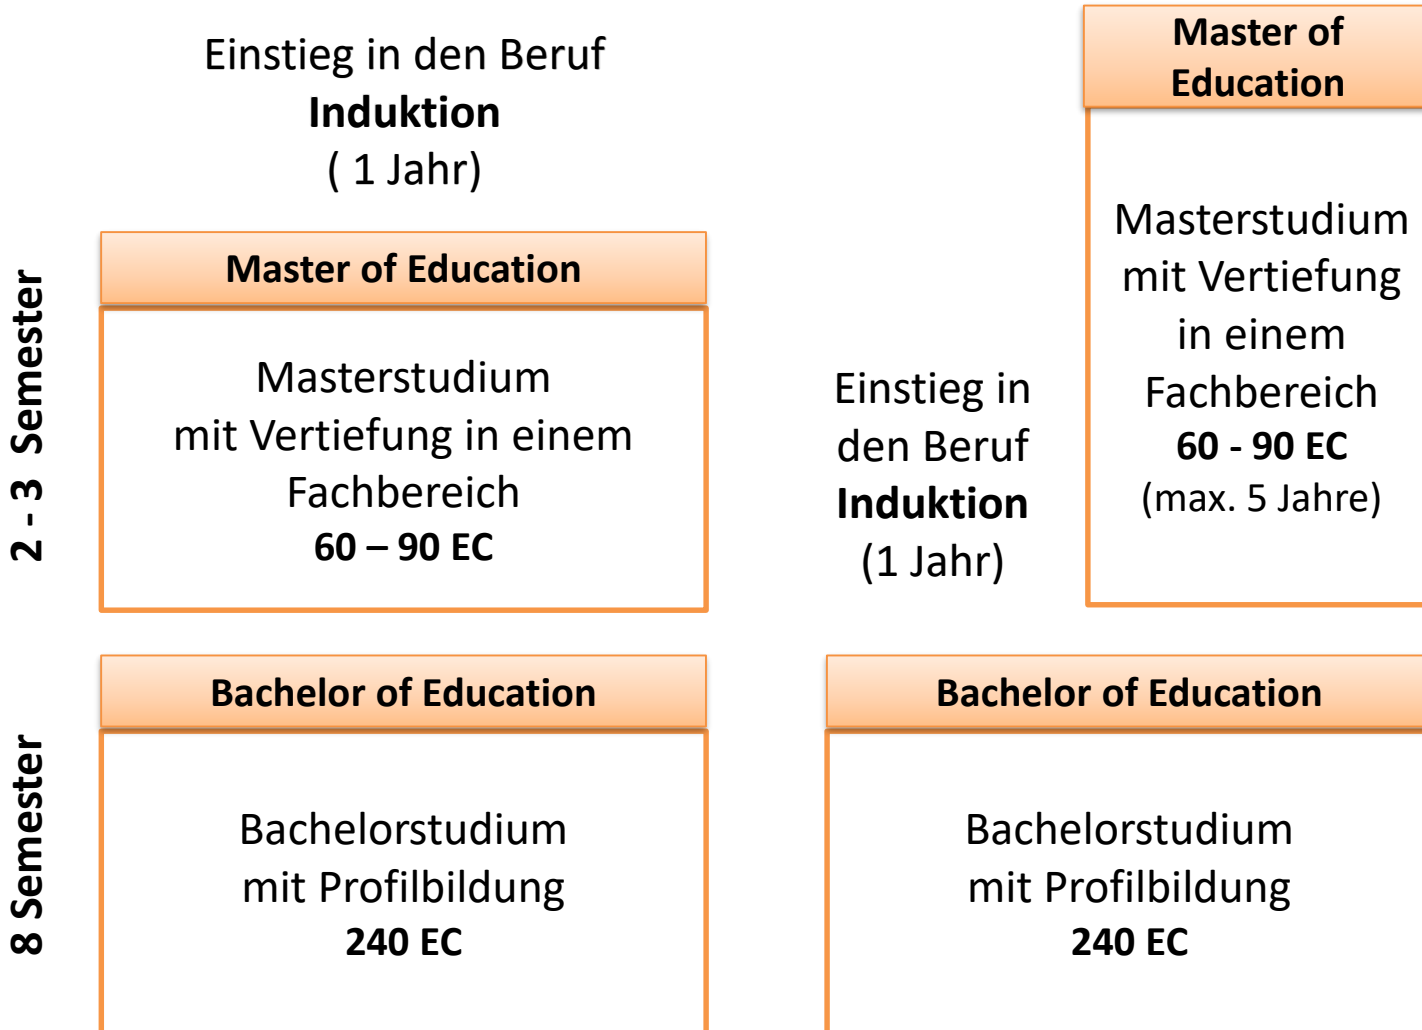 Einstieg in den Beruf
Induktion
( 1 Jahr)
2 - 3 Semester
Master of Education
Masterstudium
mit Vertiefung in einem
Fachbereich
60 – 90 EC
8 Semester
Bachelor of Education
Bachelorstudium
mit Profilbildung
240 EC
Master of
Education
Masterstudium
mit Vertiefung
in einem
Fachbereich
60 - 90 EC
(max. 5 Jahre)
Einstieg in
den Beruf
Induktion
(1 Jahr)
Bachelor of Education
Bachelorstudium
mit Profilbildung
240 EC